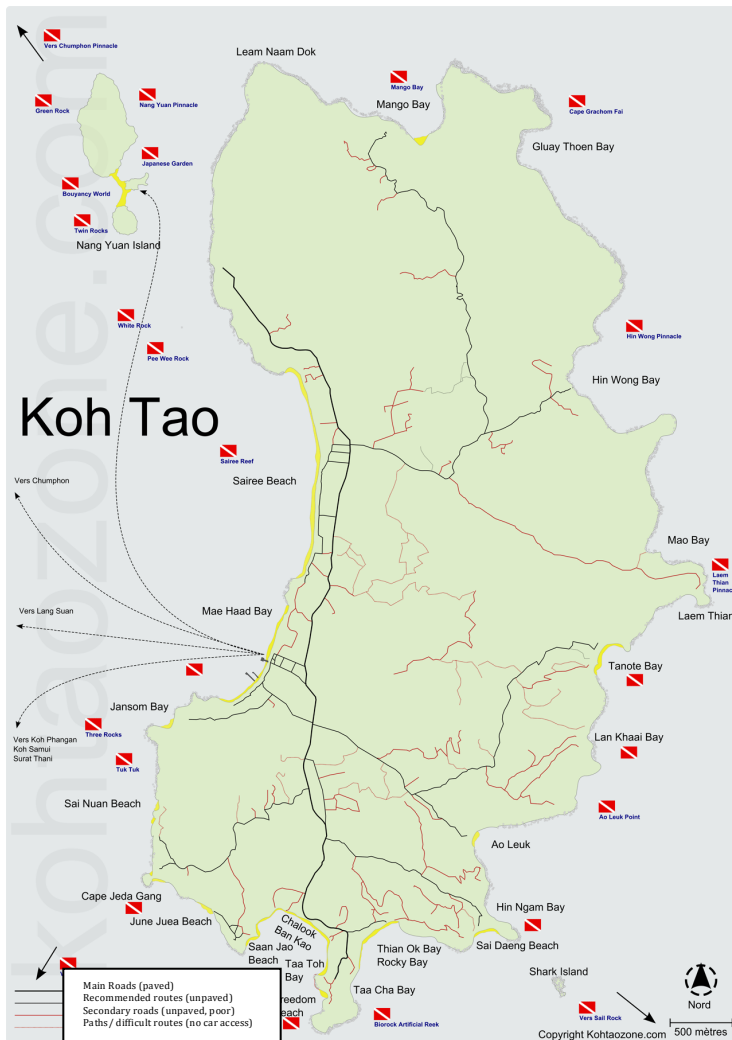 Vers Chumphon Pinnacle
Leam Naam Dok
Mango Bay
Mango Bay
Green Rock
Nang Yuan Pinnacle
Cape Grachom Fai
Gluay Thoen Bay
Japanese Garden
Bouyancy World
Twin Rocks
Nang Yuan Island
White Rock
Hin Wong Pinnacle
Pee Wee Rock
Hin Wong Bay
Koh Tao
Sairee Reef
Sairee Beach
Vers Chumphon
Mao Bay
Laem
Thian
Pinnac
Vers Lang Suan
Mae Haad Bay
Laem Thian
Tanote Bay
Jansom Bay
Three Rocks
Vers Koh Phangan
Koh Samui
Surat Thani
Lan Khaai Bay
Tuk Tuk
Sai Nuan Beach
Ao Leuk Point
Ao Leuk
Cape Jeda Gang
June Juea Beach
Chalook
Ban Kao
Hin Ngam Bay
Saan Jao
Beach
Thian Ok Bay
Rocky Bay
Sai Daeng Beach
Taa Toh
Bay
Shark Island
Taa Cha Bay
reedom
each
Biorock Artificial Reek
Vers Sail Rock
Nord
500 mètres
Copyright Kohtaozone.com
Main Roads (paved)
Recommended routes (unpaved)
Secondary roads (unpaved, poor)
Paths/ difficult routes (no car access)
kohtaozone.com